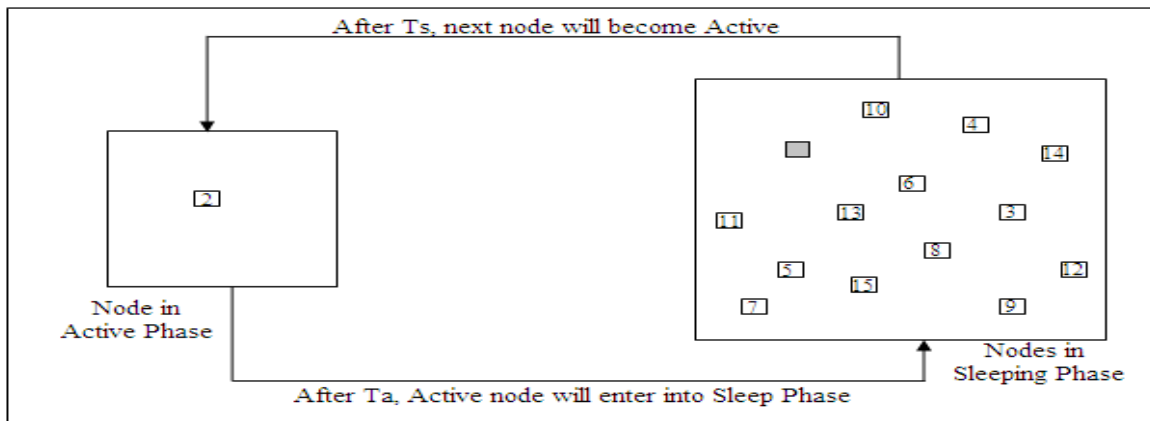 After Ts, next node will become Active
10
4
14
6
2
11
13
3
8
5
12
15
7
9
Node in
Active Phase
Nodes in
Sleeping Phase
After Ta, Active node will enter into Sleep Phase